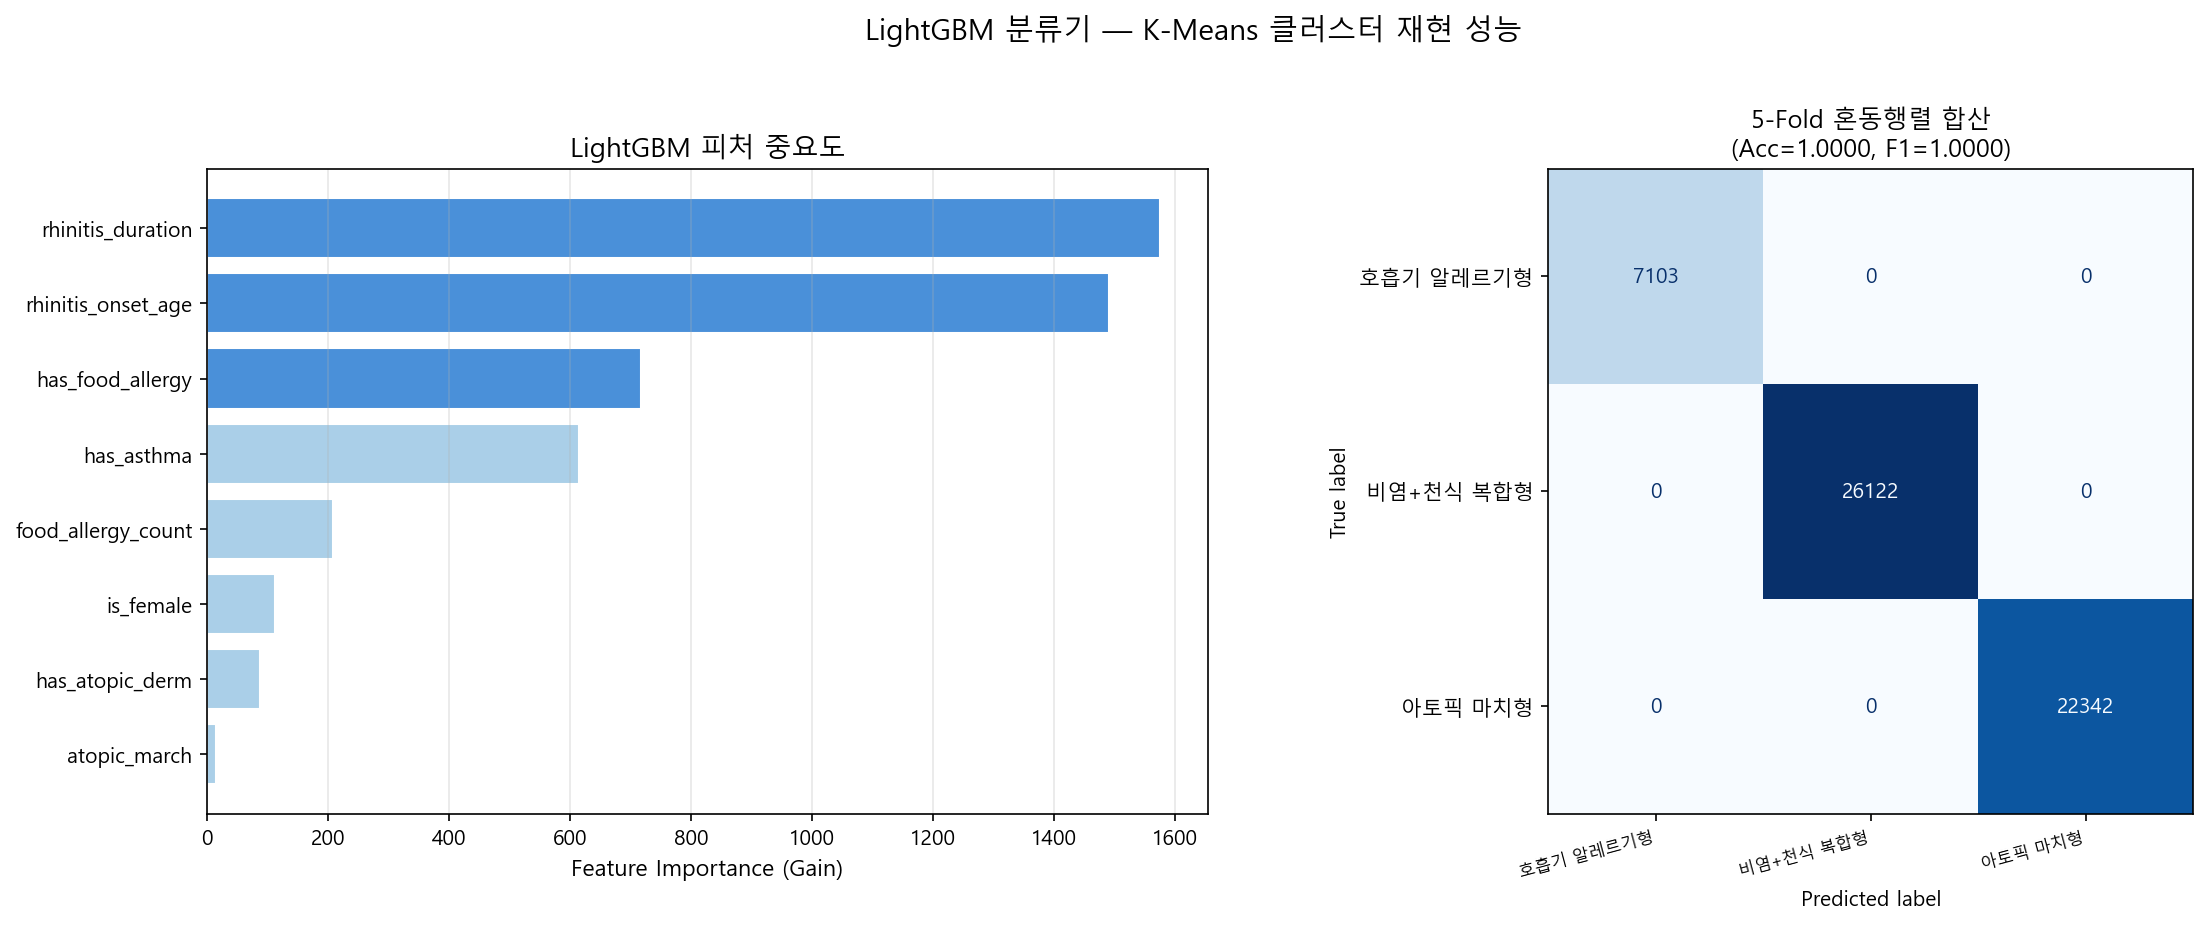 LightGBM 분류기 — K-Means 클러스터 재현 성능
LightGBM 피처 중요도
rhinitis_duration
rhinitis_onset_age
has_food_allergy
has_asthma
food_allergy_count
is_female
has_atopic_derm
atopic_march
0 200 400 600 800 1000 1200 1400 1600
Feature Importance (Gain)
5-Fold 혼동행렬 합산
(Acc=1.0000, F1=1.0000)
True label
호흡기 알레르기형 7103 0 0
비염+천식 복합형 0 26122 0
아토픽 마치형 0 0 22342
호흡기 알레르기형 비염+천식 복합형 아토픽 마치형
Predicted label